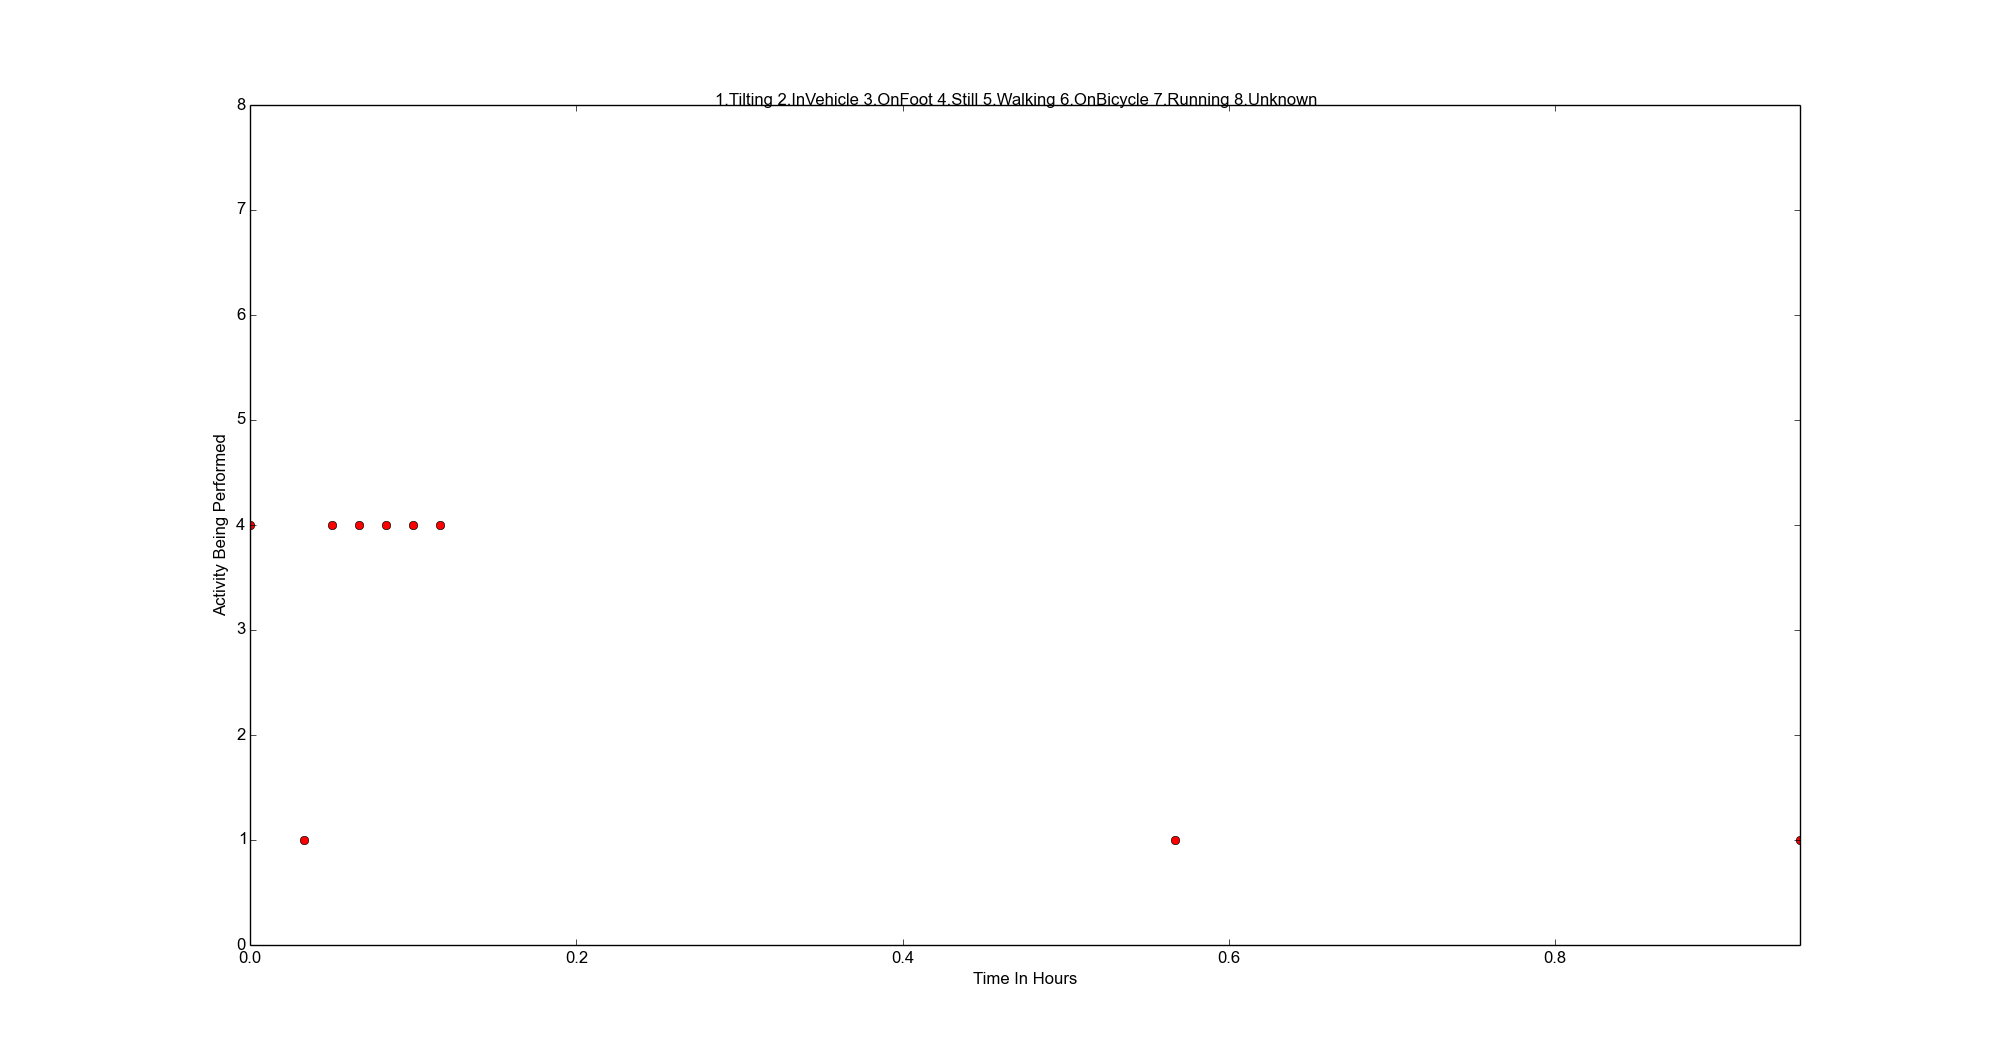 1.Tilting 2.InVehicle 3.OnFoot 4.Still 5.Walking 6.OnBicycle 7.Running 8.Unknown
8
7
6
5
4
3
2
1
0
Activity Being Performed
0.0 0.2 0.4 0.6 0.8
Time In Hours